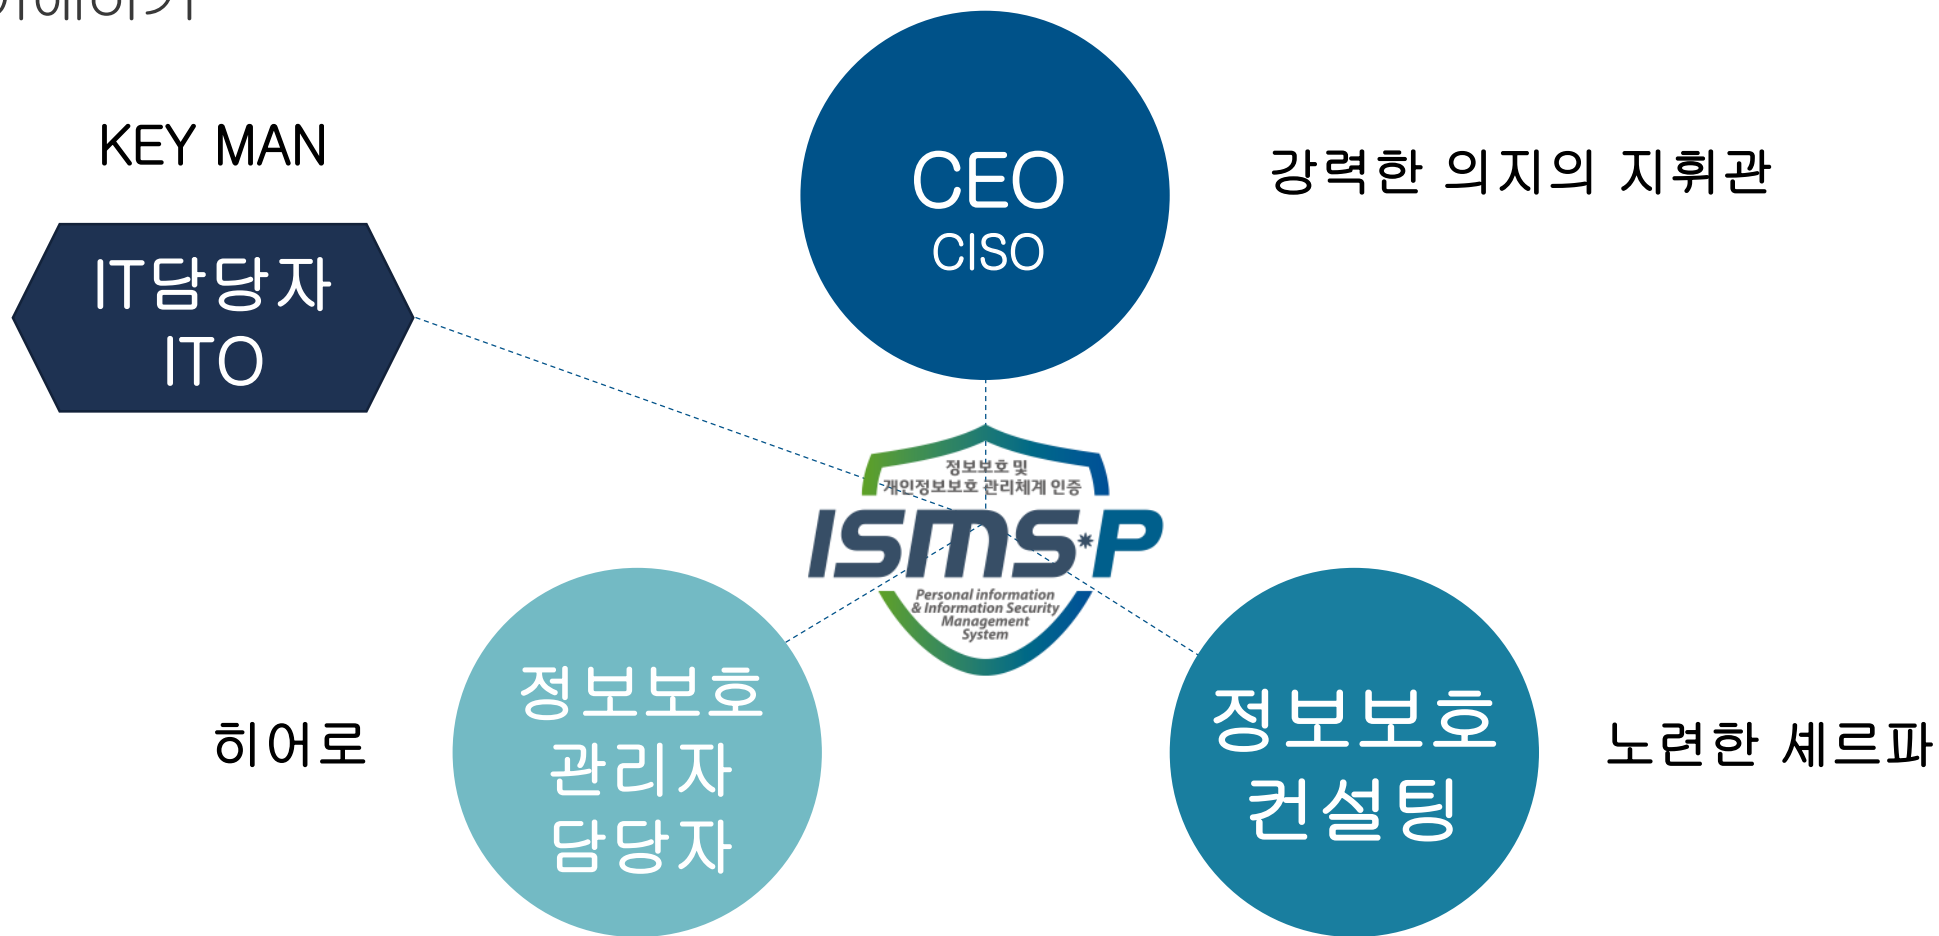 KEY MAN
IT담당자
ITO
CEO
CISO
강력한 의지의 지휘관
정보보호 및
개인정보보호 관리체계 인증
ISMS-P
Personal information
& Information Security
Management
System
히어로
정보보호
관리자
담당자
정보보호
컨설팅
노련한 셰르파